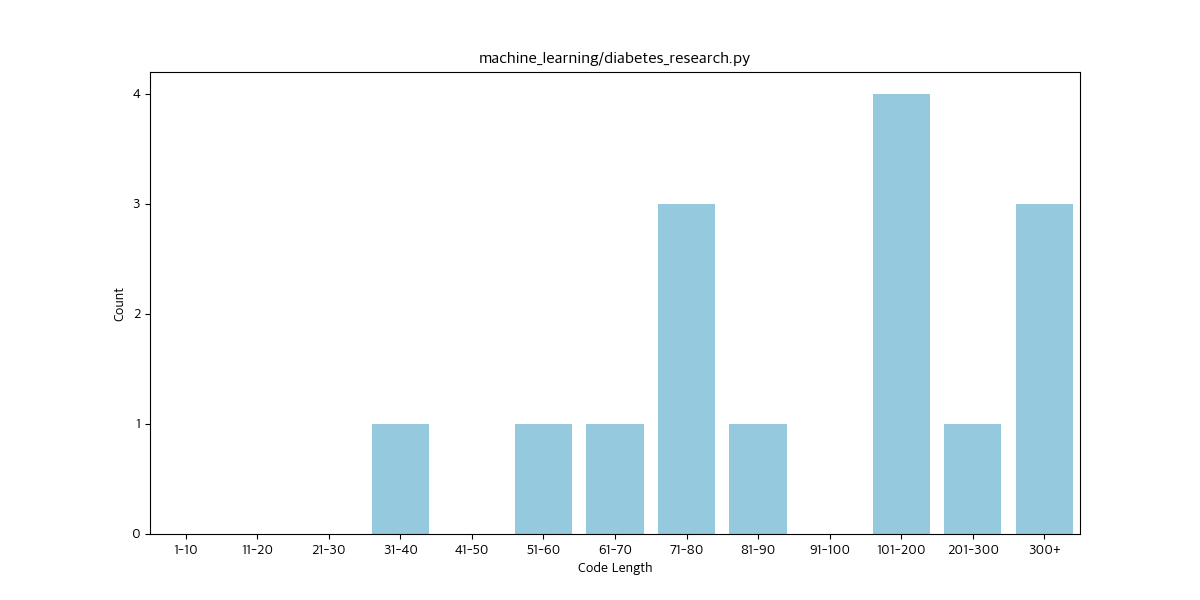 machine_learning/diabetes_research.py
4
3
2
1
0
Count
1-10 11-20 21-30 31-40 41-50 51-60 61-70 71-80 81-90 91-100 101-200 201-300 300+
Code Length